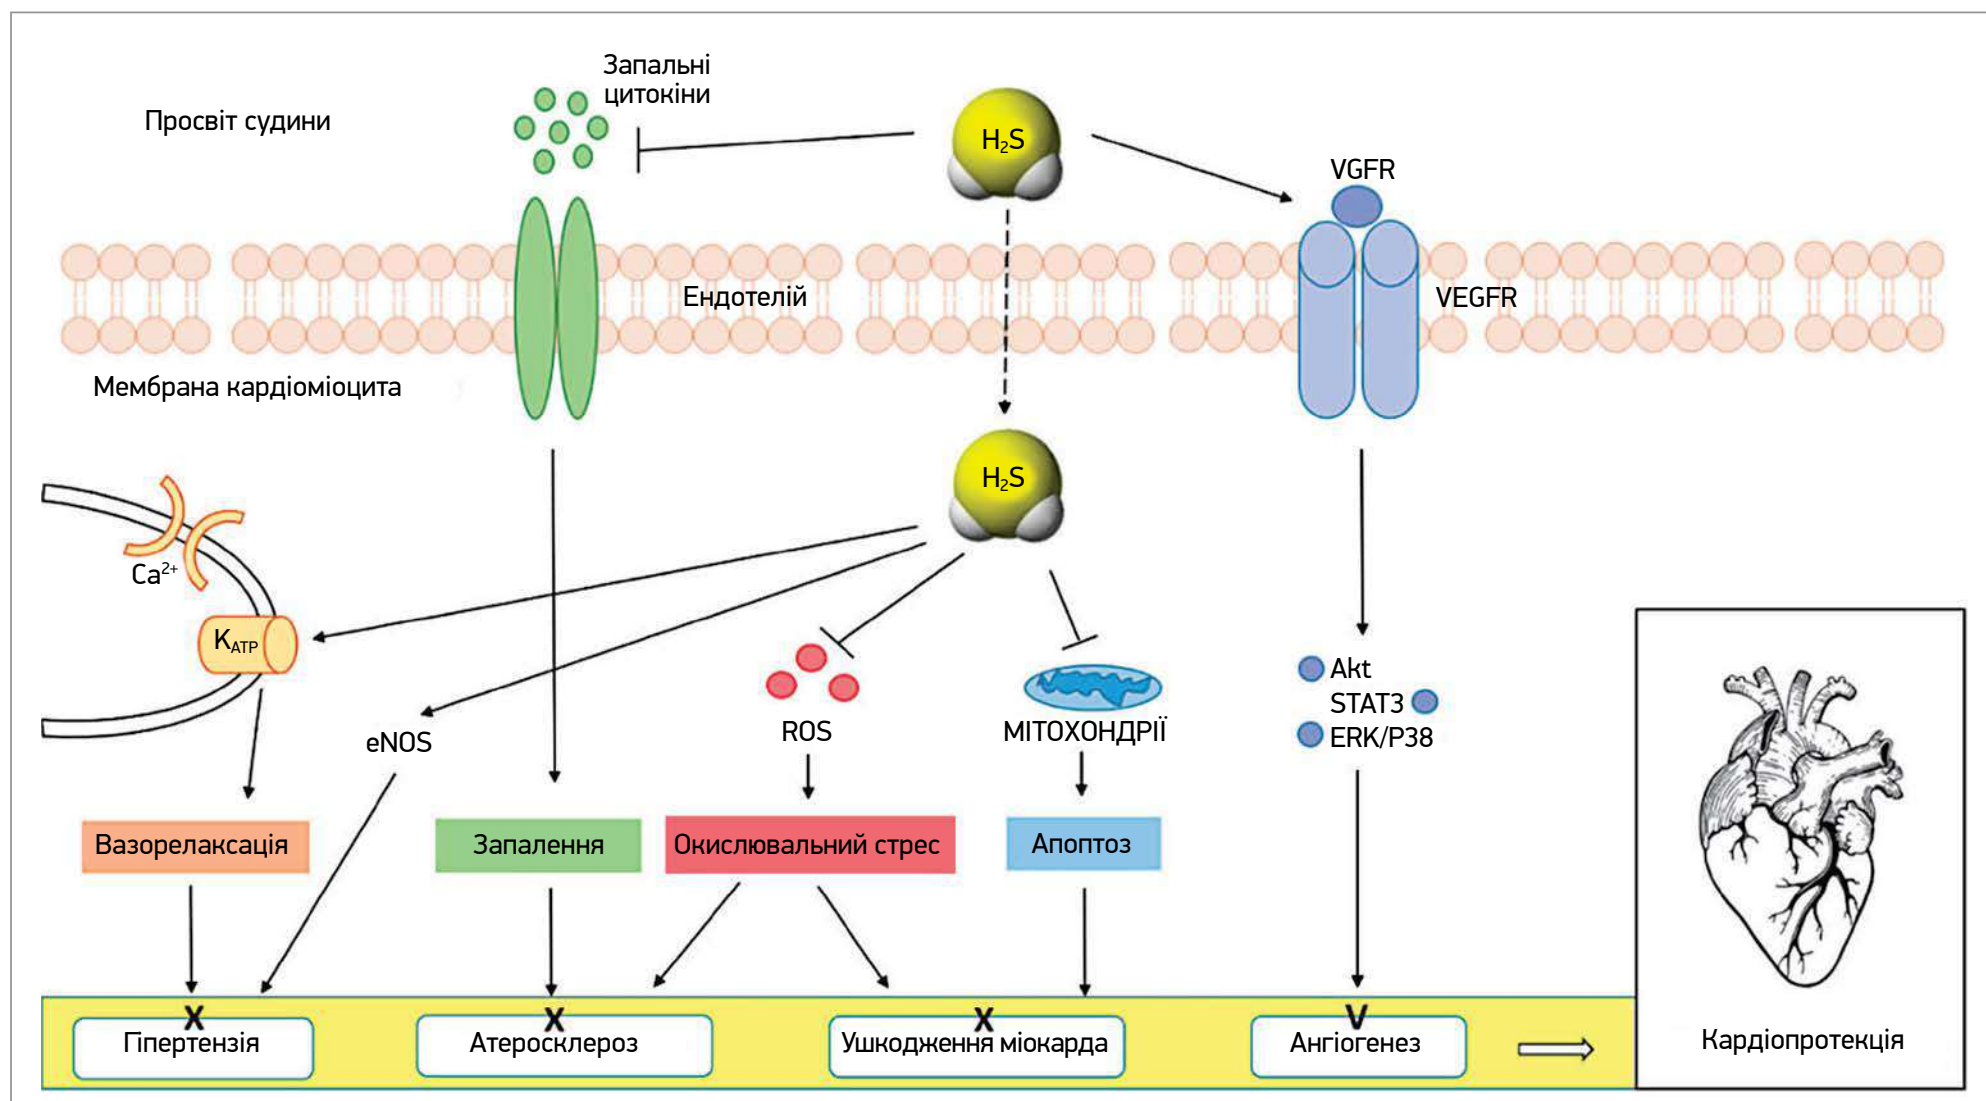 Запальні
цитокіни
Просвіт судини
H₂S
VGFR
Ендотелій
VEGFR
Мембрана кардіоміоцита
H₂S
Ca²⁺
K_ATP
Akt
STAT3
ERK/P38
eNOS
ROS
МІТОХОНДРІЇ
Вазорелаксація
Запалення
Окислювальний стрес
Апоптоз
X
X
X
V
Гіпертензія
Атеросклероз
Ушкодження міокарда
Ангіогенез
Кардіопротекція